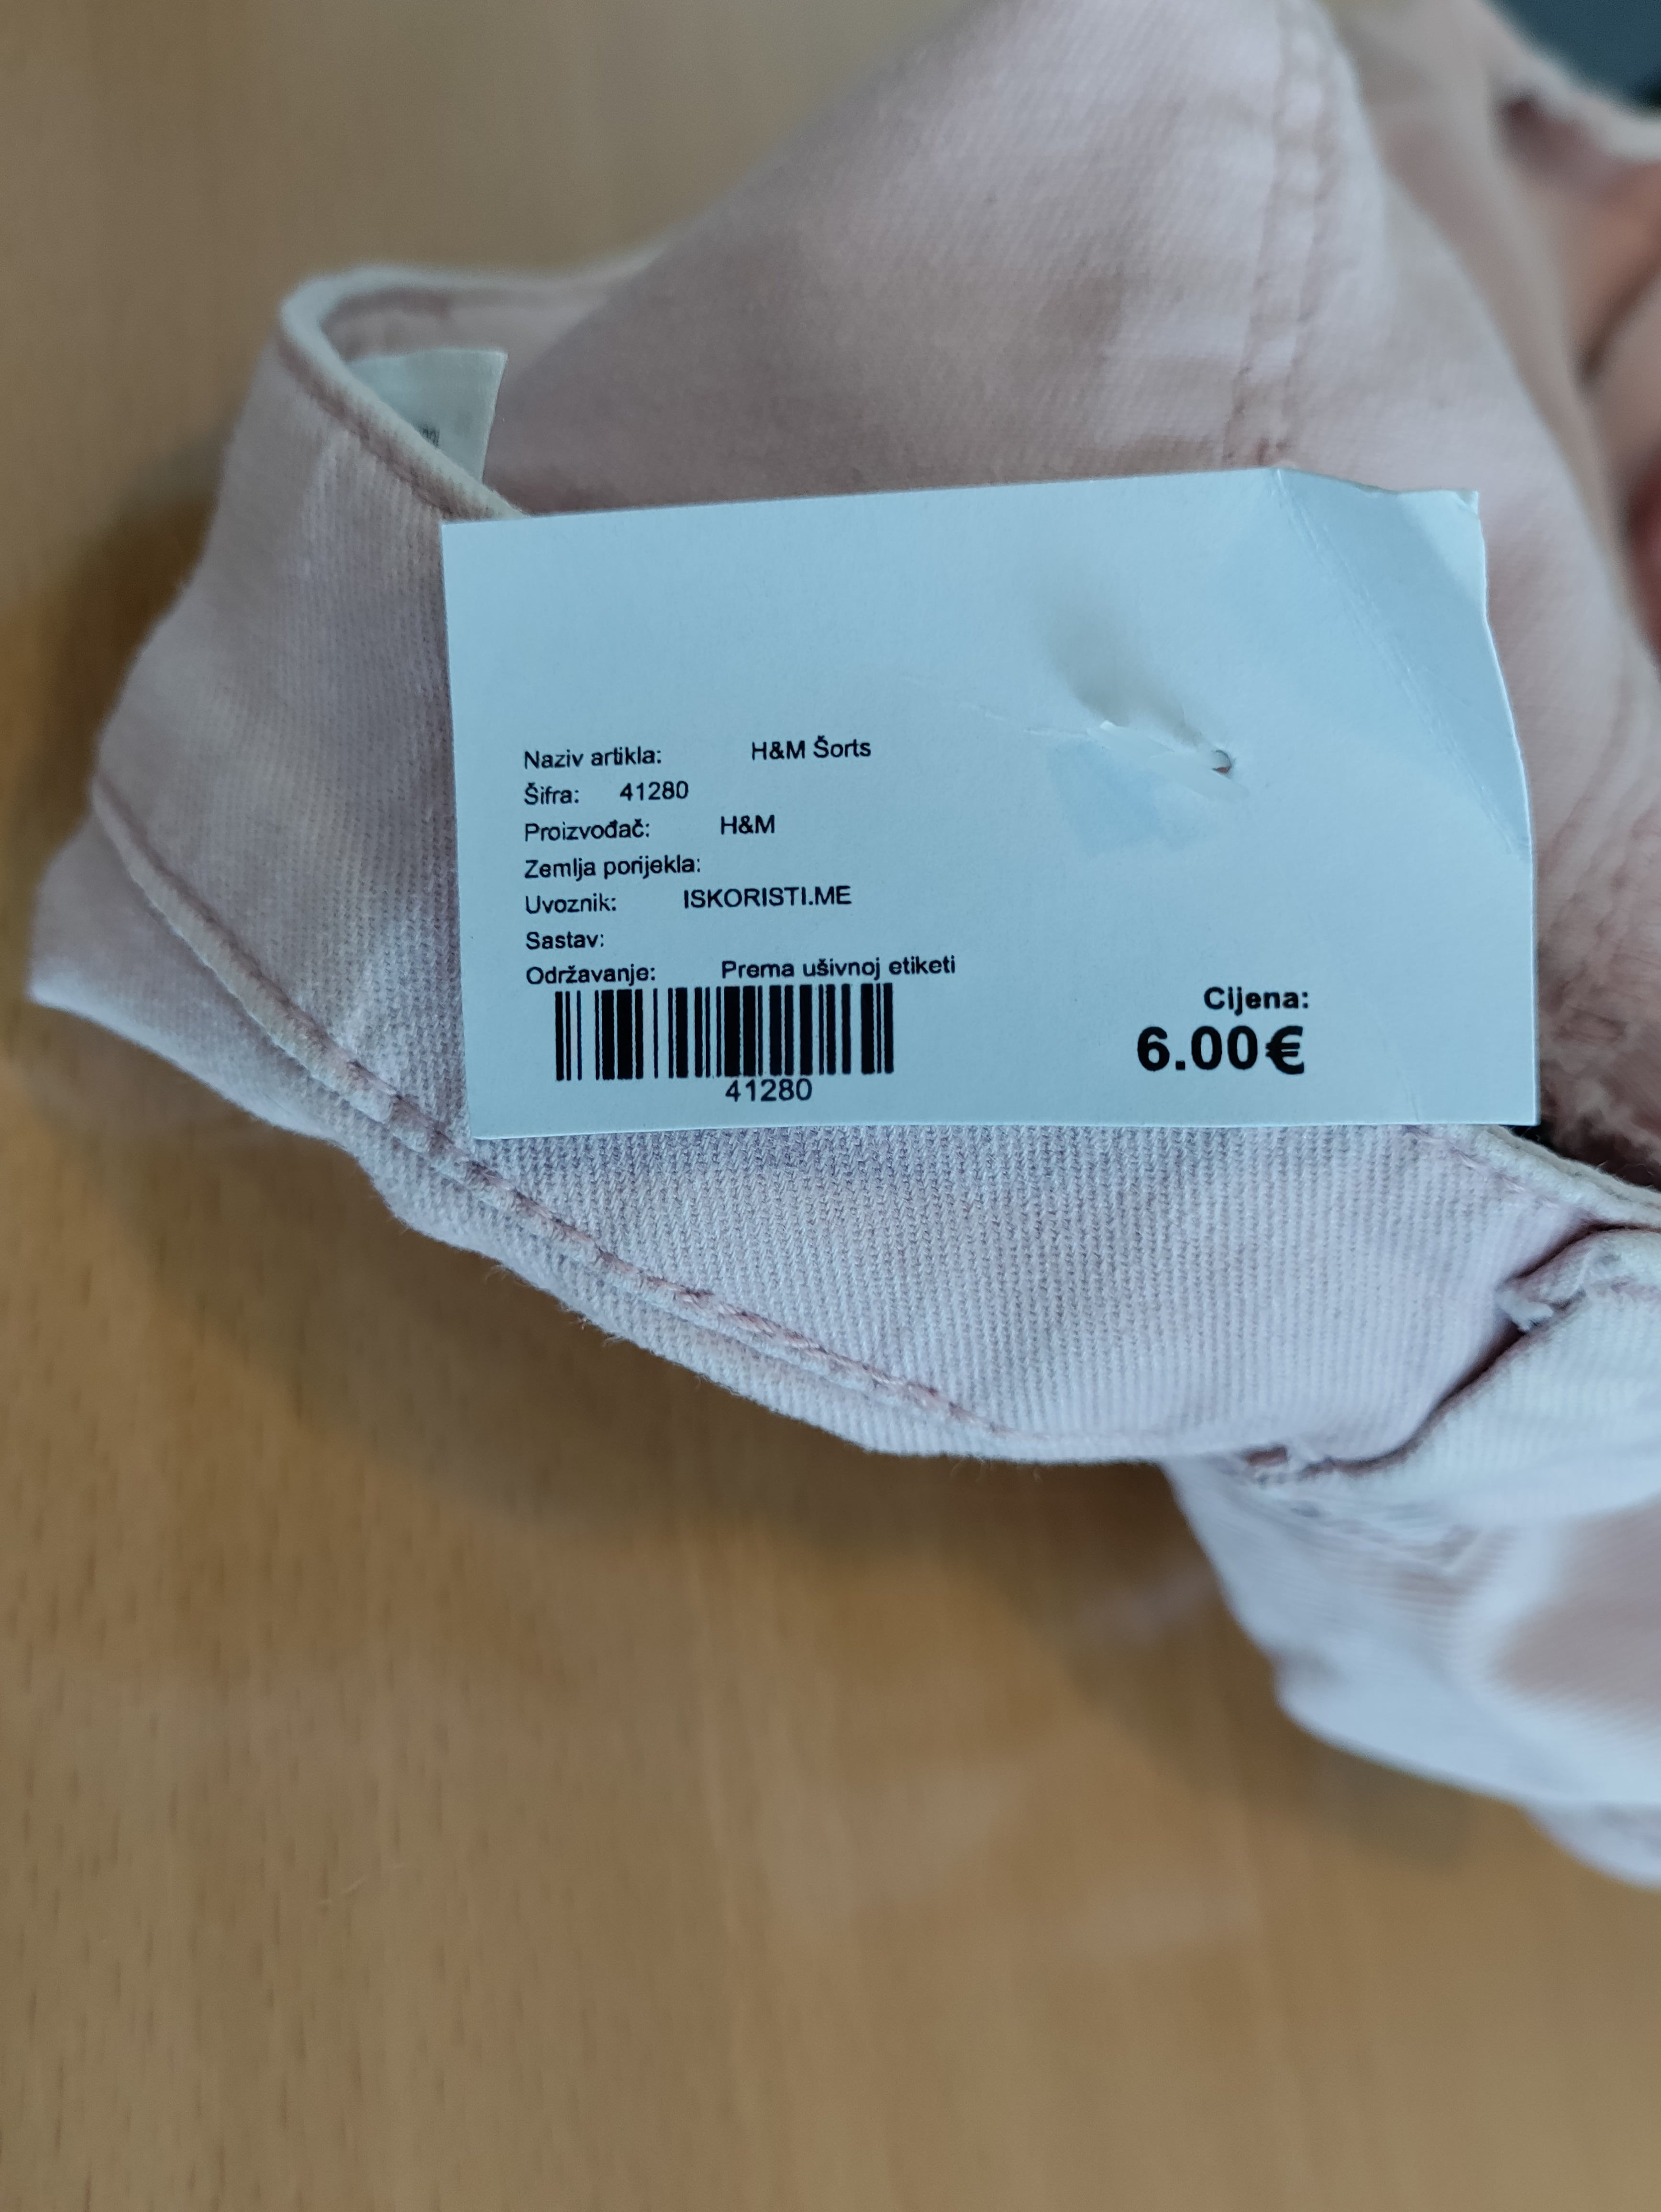 Naziv artikla: H&M Šorts
Šifra: 41280
Proizvođač: H&M
Zemlja porijekla:
Uvoznik: ISKORISTI.ME
Sastav:
Održavanje: Prema ušivnoj etiketi
41280
Cijena:
6.00€